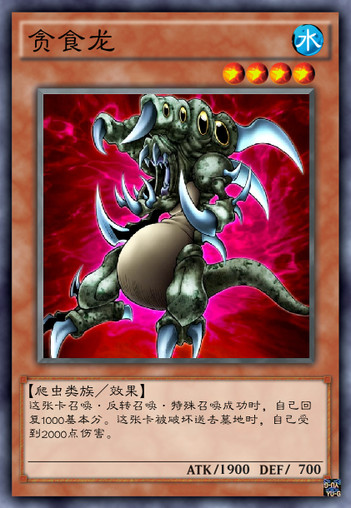 贪食龙
水
【爬虫类族／效果】
这张卡召唤·反转召唤·特殊召唤成功时，自己回
复1000基本分。这张卡被破坏送去墓地时，自己受
到2000点伤害。
ATK/1900 DEF/ 700
YU-G